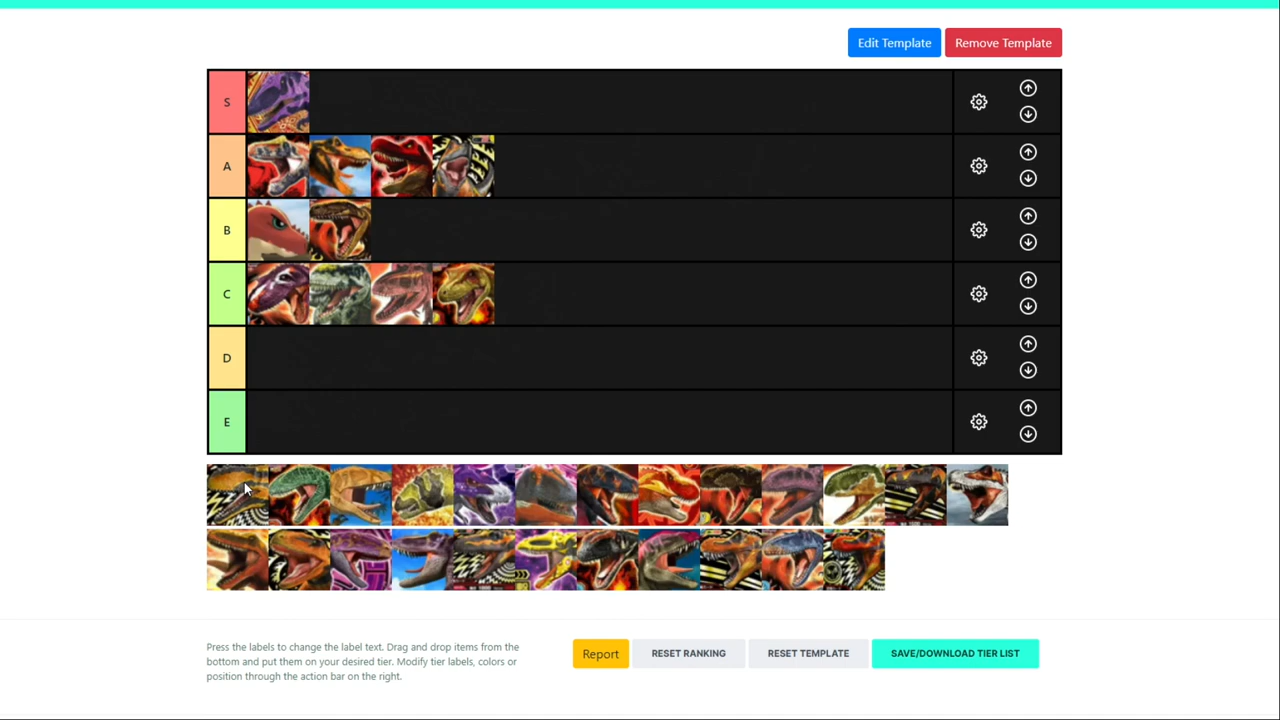 Edit Template
Remove Template
S
A
B
C
D
E
Press the labels to change the label text. Drag and drop items from the
bottom and put them on your desired tier. Modify tier labels, colors or
position through the action bar on the right.
Report
RESET RANKING
RESET TEMPLATE
SAVE/DOWNLOAD TIER LIST